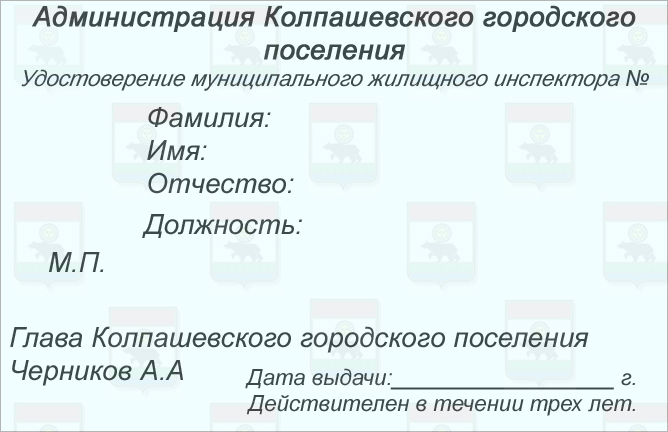 Администрация Колпашевского городского
поселения
Удостоверение муниципального жилищного инспектора №
Фамилия:
Имя:
Отчество:
Должность:
М.П.
Глава Колпашевского городского поселения
Черников А.А
Дата выдачи:__________________ г.
Действителен в течении трех лет.